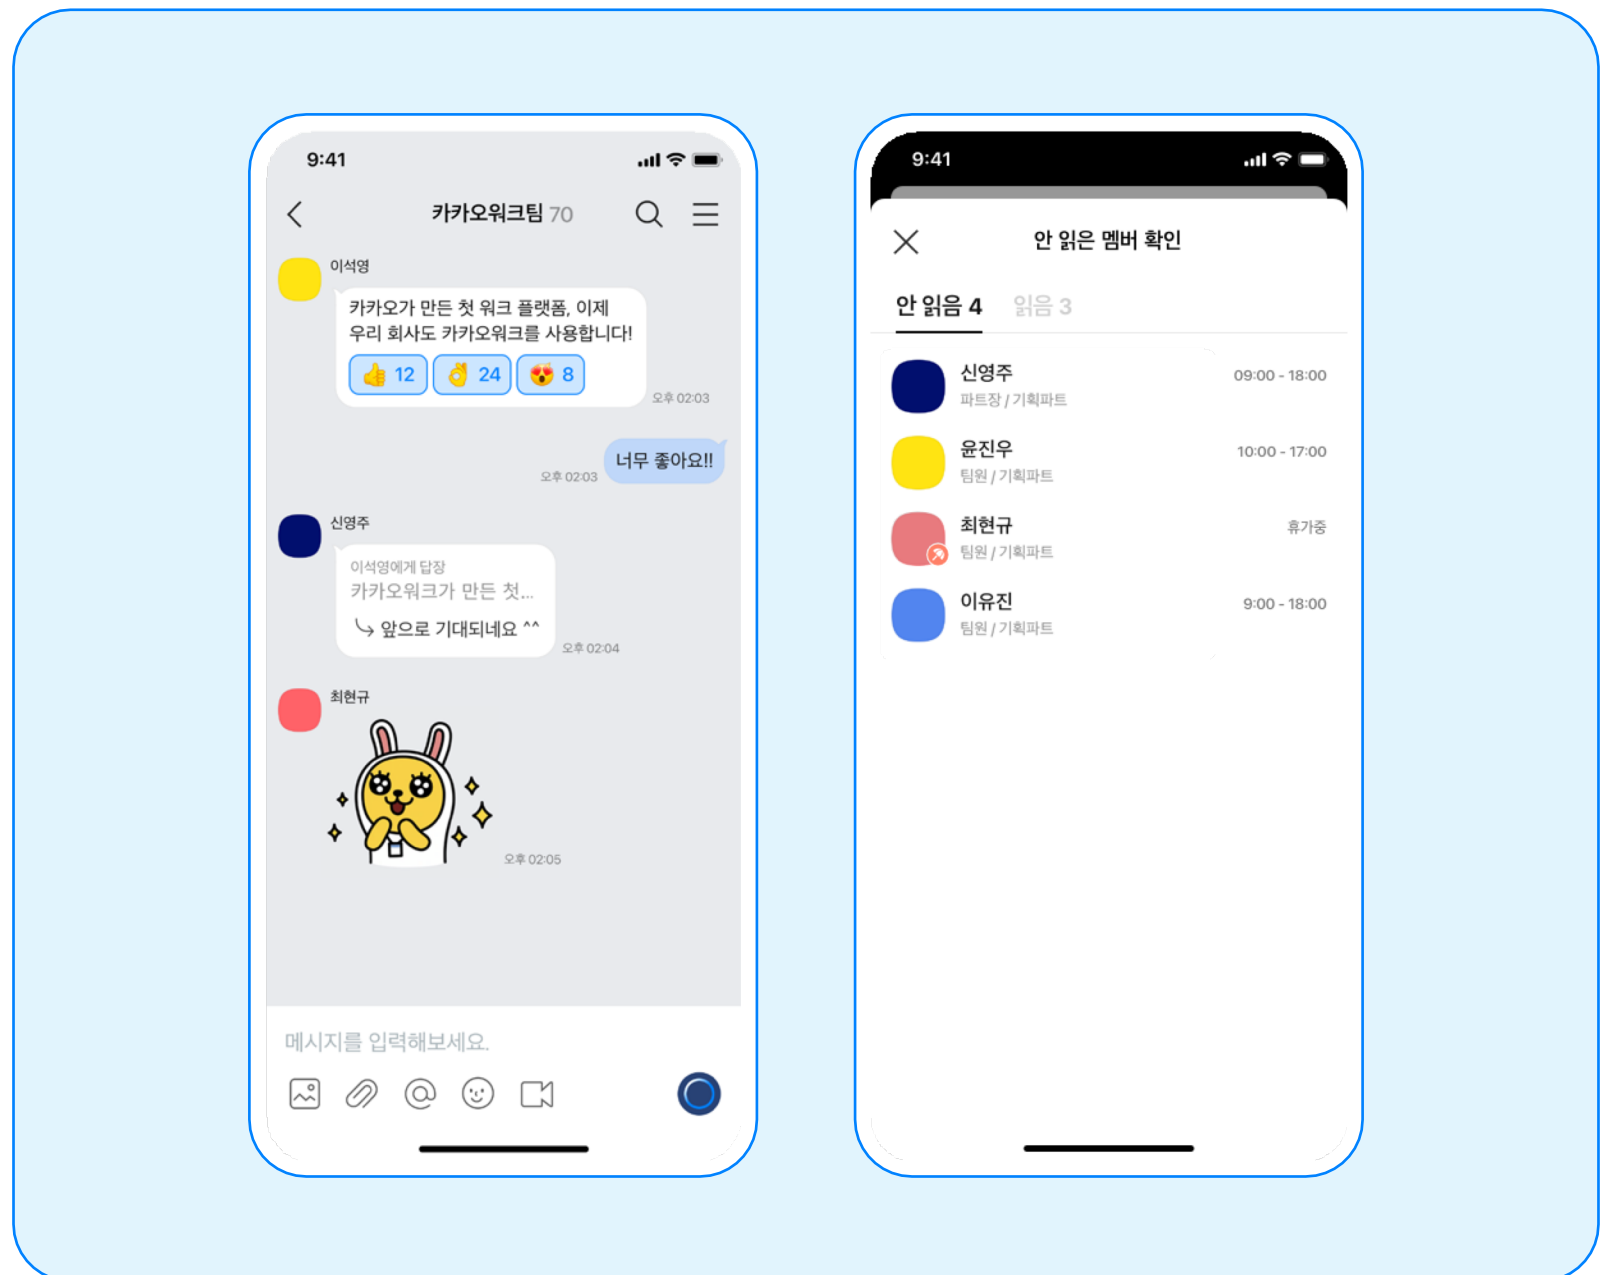 9:41
카카오워크팀 70
이석영
카카오가 만든 첫 워크 플랫폼, 이제
우리 회사도 카카오워크를 사용합니다!
👍 12 👌 24 😍 8
오후 02:03
너무 좋아요!!
오후 02:03
신영주
이석영에게 답장
카카오워크가 만든 첫...
앞으로 기대되네요 ^^
오후 02:04
최현규
오후 02:05
메시지를 입력해보세요.
9:41
안 읽은 멤버 확인
안 읽음 4 읽음 3
신영주 09:00 - 18:00
파트장 / 기획파트
윤진우 10:00 - 17:00
팀원 / 기획파트
최현규 휴가중
팀원 / 기획파트
이유진 9:00 - 18:00
팀원 / 기획파트